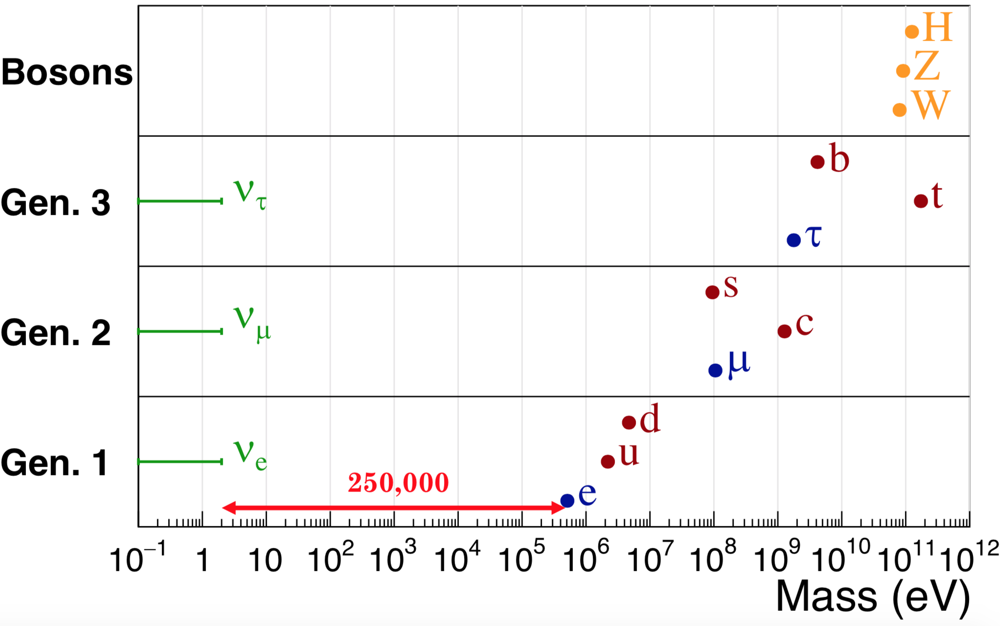 H
Z
Bosons
W
b
ντ
t
Gen. 3
τ
s
νμ
c
Gen. 2
μ
d
νe
u
Gen. 1
250,000
e
10⁻¹ 1 10 10² 10³ 10⁴ 10⁵ 10⁶ 10⁷ 10⁸ 10⁹ 10¹⁰ 10¹¹ 10¹²
Mass (eV)